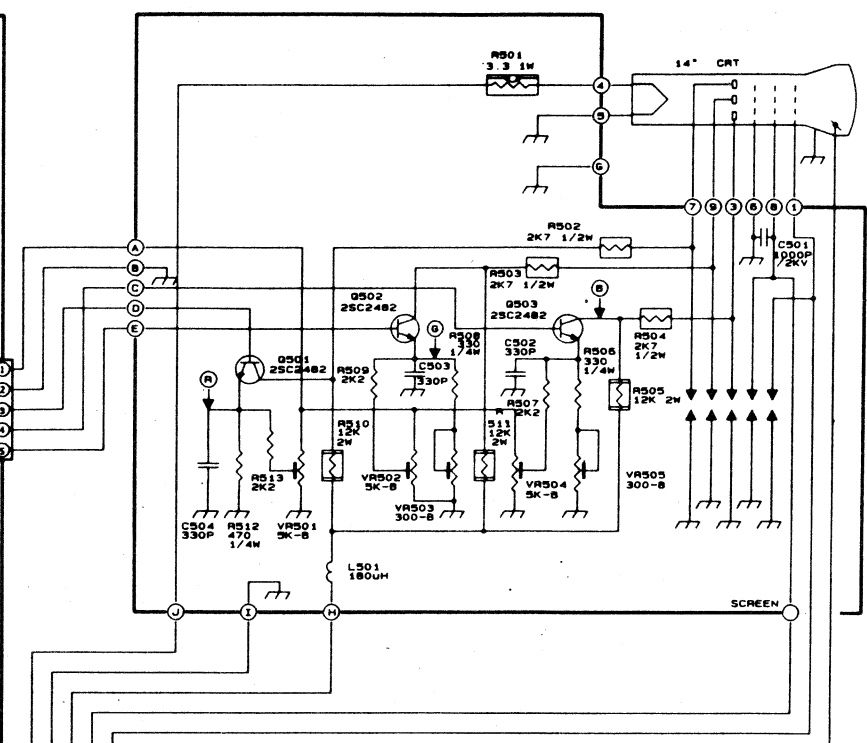 R501
3.3 1W
14" CRT
4
5
G
7
9
3
6
8
1
R502
2K7 1/2W
C501
1000P
/2KV
A
B
C
D
E
R503
2K7 1/2W
Q502
2SC2482
Q503
2SC2482
B
G
R508
330
1/4W
C502
330P
R504
2K7
1/2W
Q501
2SC2482
R509
2K2
C503
330P
R506
330
1/4W
R
R507
2K2
R505
12K 2W
1
2
3
4
5
R510
12K
2W
R
511
12K
2W
R513
2K2
VR502
5K-B
VR504
5K-B
VR505
300-B
C504
330P
R512
470
1/4W
VR501
5K-B
VR503
300-B
L501
180uH
SCREEN
J
I
H